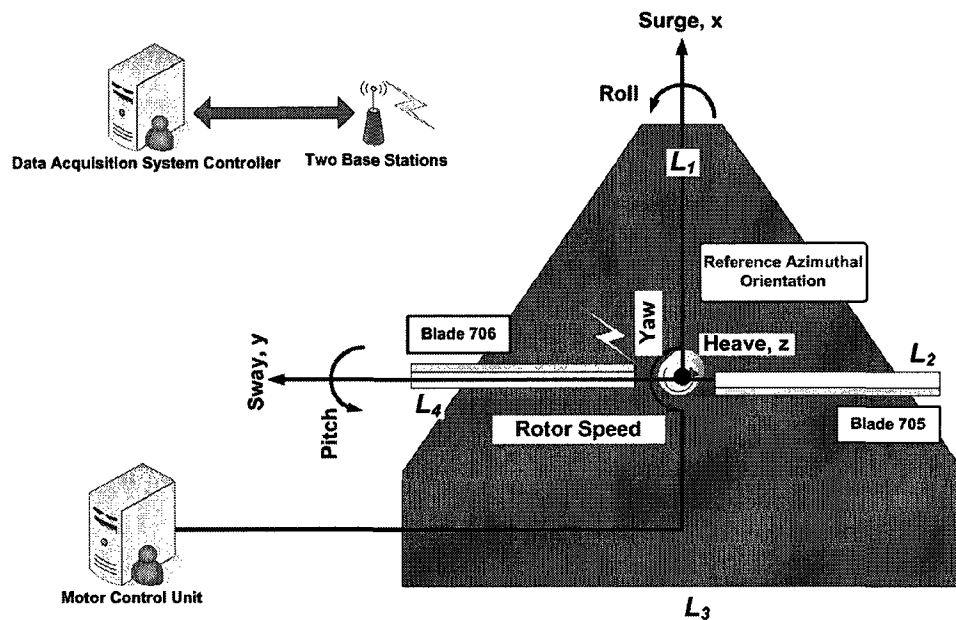 Surge, x
Roll
Data Acquisition System Controller
Two Base Stations
L1
Reference Azimuthal
Orientation
Yaw
Blade 706
Heave, z
Sway, y
L2
L4
Pitch
Rotor Speed
Blade 705
Motor Control Unit
L3